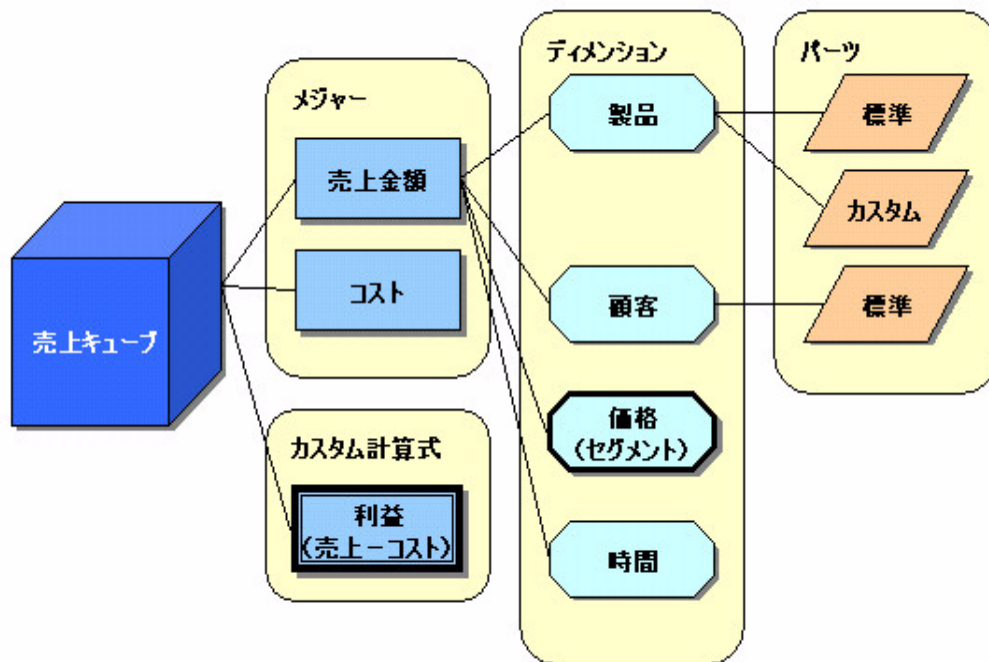 売上キューブ
メジャー
売上金額
コスト
カスタム計算式
利益
(売上-コスト)
ディメンション
製品
顧客
価格
(セグメント)
時間
パーツ
標準
カスタム
標準